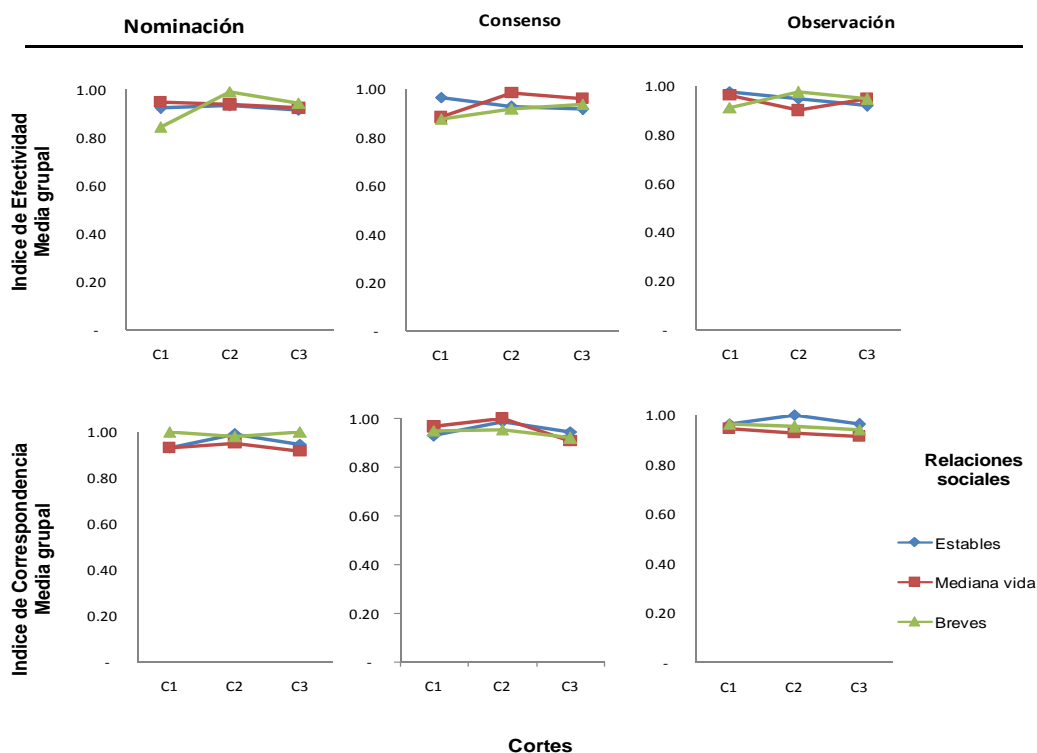 Nominación
Consenso
Observación
Indice de Efectividad
Media grupal
1.00
0.80
0.60
0.40
0.20
-
C1 C2 C3
1.00
0.80
0.60
0.40
0.20
-
C1 C2 C3
1.00
0.80
0.60
0.40
0.20
-
C1 C2 C3
Indice de Correspondencia
Media grupal
1.00
0.80
0.60
0.40
0.20
-
C1 C2 C3
1.00
0.80
0.60
0.40
0.20
-
C1 C2 C3
1.00
0.80
0.60
0.40
0.20
-
C1 C2 C3
Relaciones
sociales
Estables
Mediana vida
Breves
Cortes